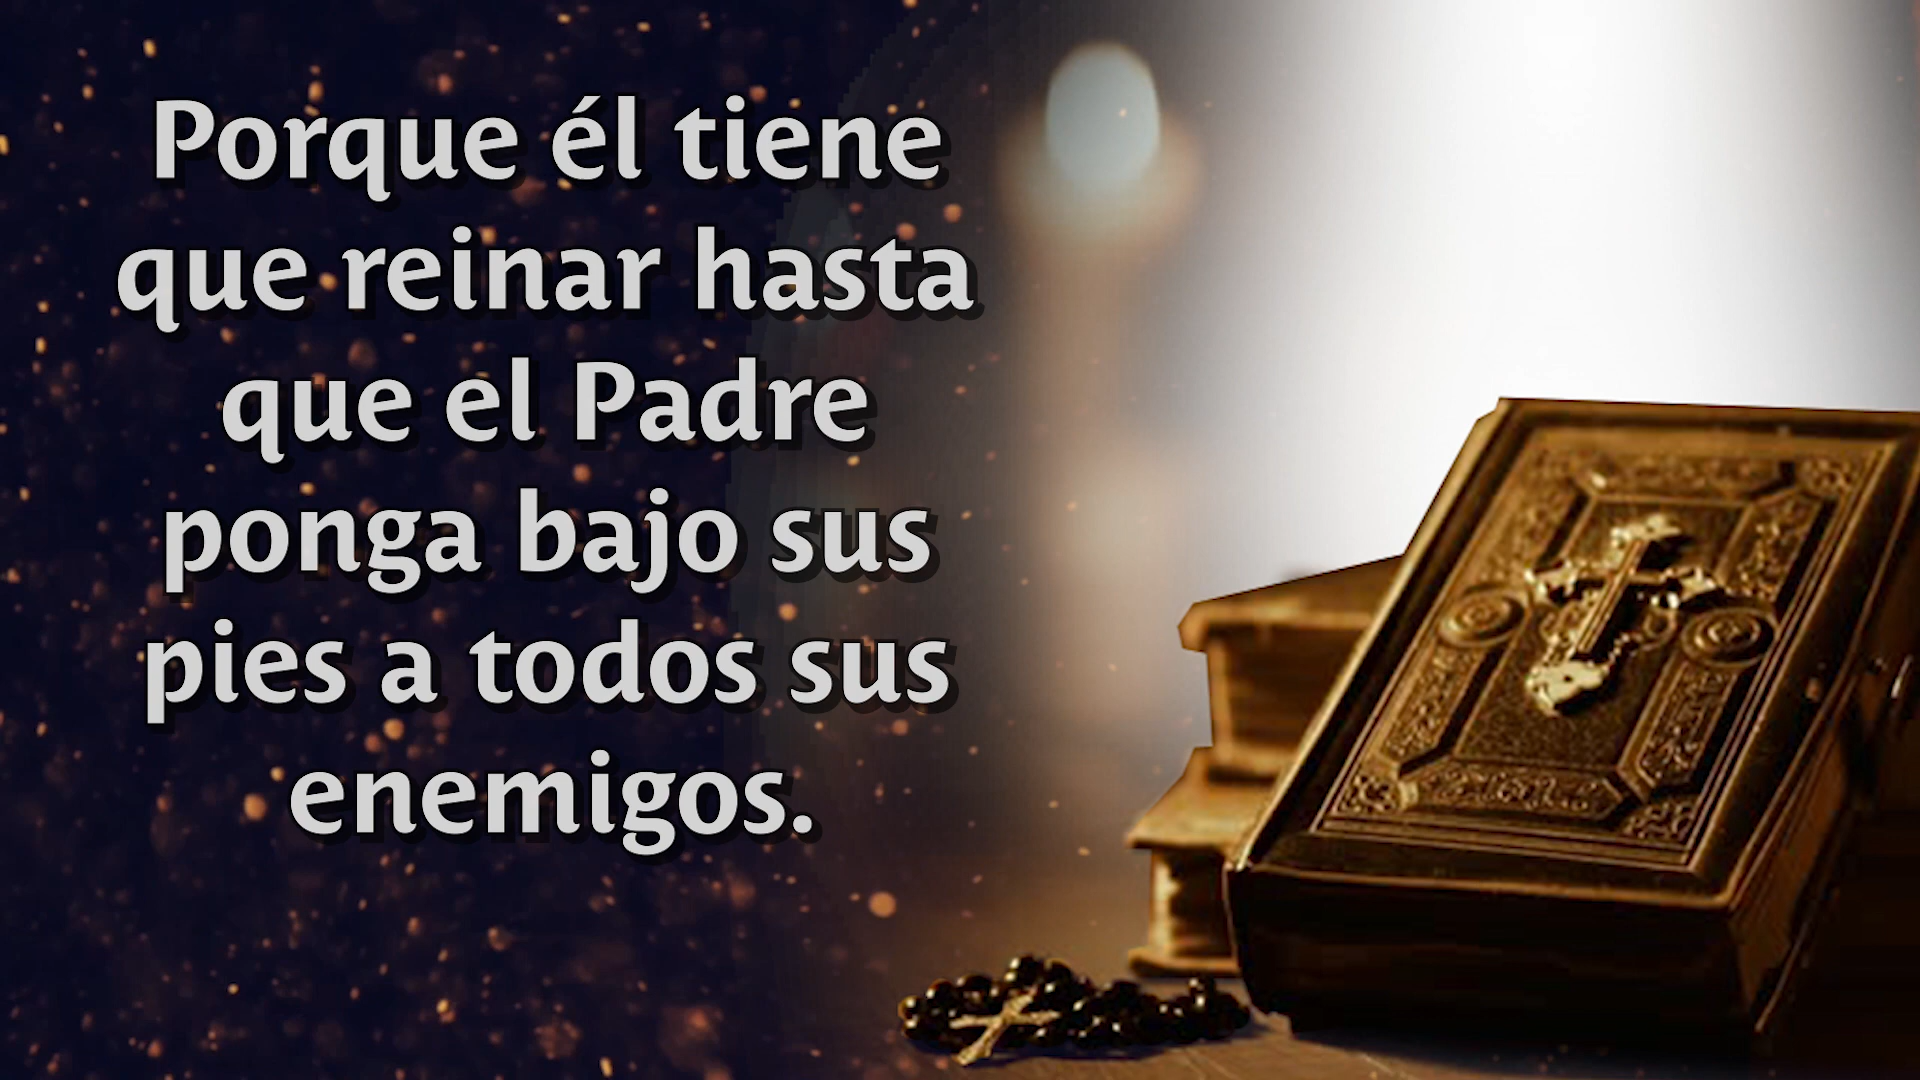 Porque él tiene
que reinar hasta
que el Padre
ponga bajo sus
pies a todos sus
enemigos.